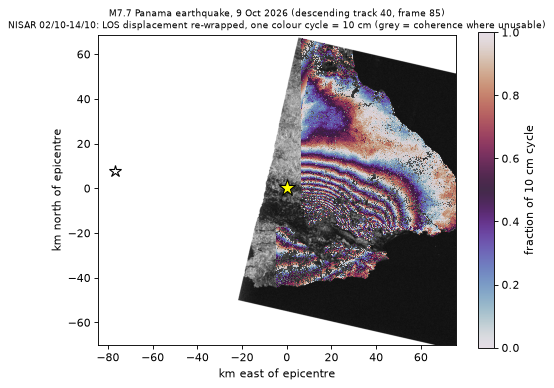 M7.7 Panama earthquake, 9 Oct 2026 (descending track 40, frame 85)
NISAR 02/10-14/10: LOS displacement re-wrapped, one colour cycle = 10 cm (grey = coherence where unusable)
km north of epicentre
60
40
20
0
−20
−40
−60
−80 −60 −40 −20 0 20 40 60
km east of epicentre
1.0
0.8
0.6
0.4
0.2
0.0
fraction of 10 cm cycle